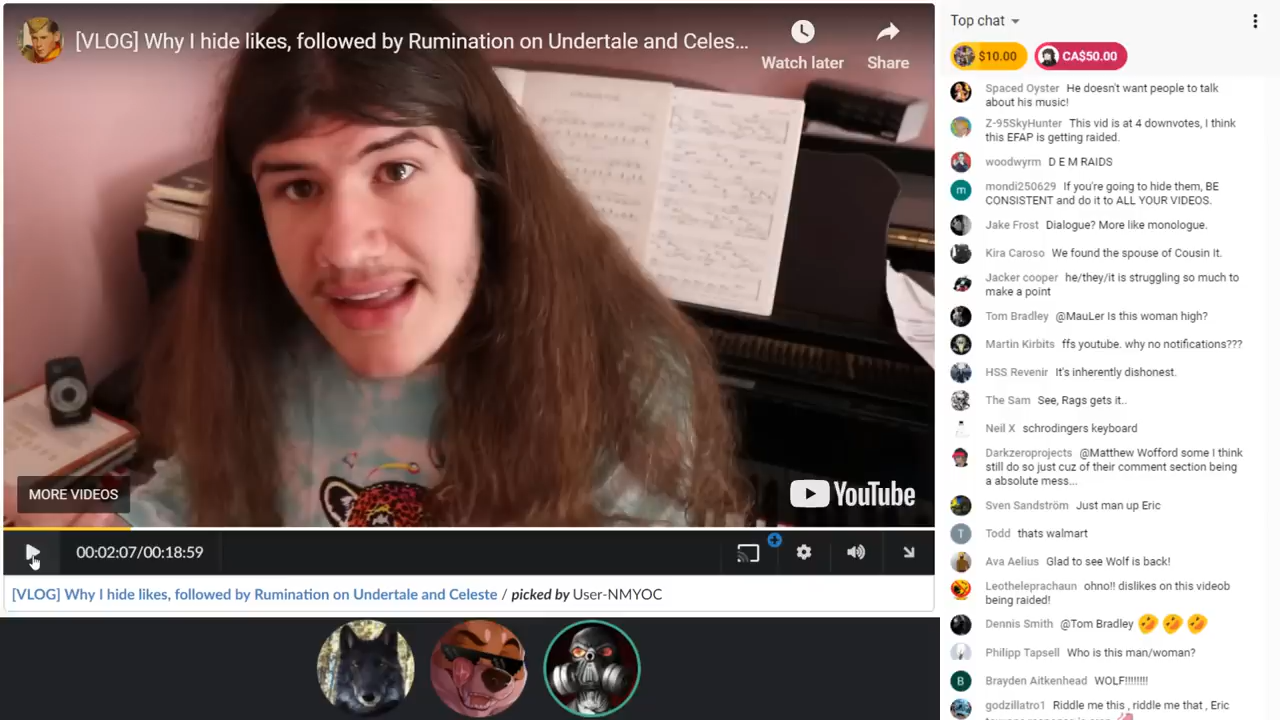 [VLOG] Why I hide likes, followed by Rumination on Undertale and Celes...
Watch later
Share
MORE VIDEOS
YouTube
00:02:07/00:18:59
[VLOG] Why I hide likes, followed by Rumination on Undertale and Celeste / picked by User-NMYOC
Top chat
$10.00
CA$50.00
Spaced Oyster He doesn't want people to talk
about his music!
Z-95SkyHunter This vid is at 4 downvotes, I think
this EFAP is getting raided.
woodwyrm D E M RAIDS
m
mondi250629 If you're going to hide them, BE
CONSISTENT and do it to ALL YOUR VIDEOS.
Jake Frost Dialogue? More like monologue.
Kira Caroso We found the spouse of Cousin It.
Jacker cooper he/they/it is struggling so much to
make a point
Tom Bradley @MauLer Is this woman high?
Martin Kirbits ffs youtube. why no notifications???
HSS Revenir It's inherently dishonest.
The Sam See, Rags gets it..
Neil X schrodingers keyboard
Darkzeroprojects @Matthew Wofford some I think
still do so just cuz of their comment section being
a absolute mess...
Sven Sandström Just man up Eric
T
Todd thats walmart
Ava Aelius Glad to see Wolf is back!
Leotheleprachaun ohno!! dislikes on this videob
being raided!
Dennis Smith @Tom Bradley
Philipp Tapsell Who is this man/woman?
B
Brayden Aitkenhead WOLF!!!!!!!!
godzillatro1 Riddle me this , riddle me that , Eric